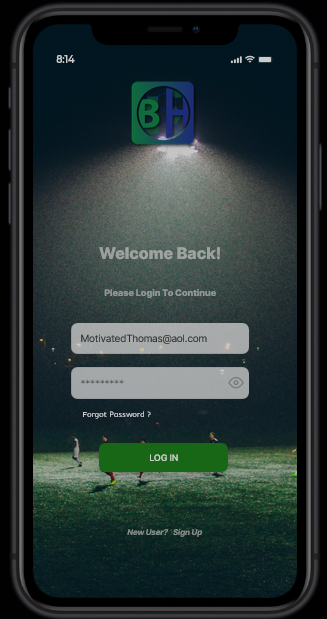 8:14
BH
Welcome Back!
Please Login To Continue
MotivatedThomas@aol.com
*********
Forgot Password ?
LOG IN
New User? Sign Up